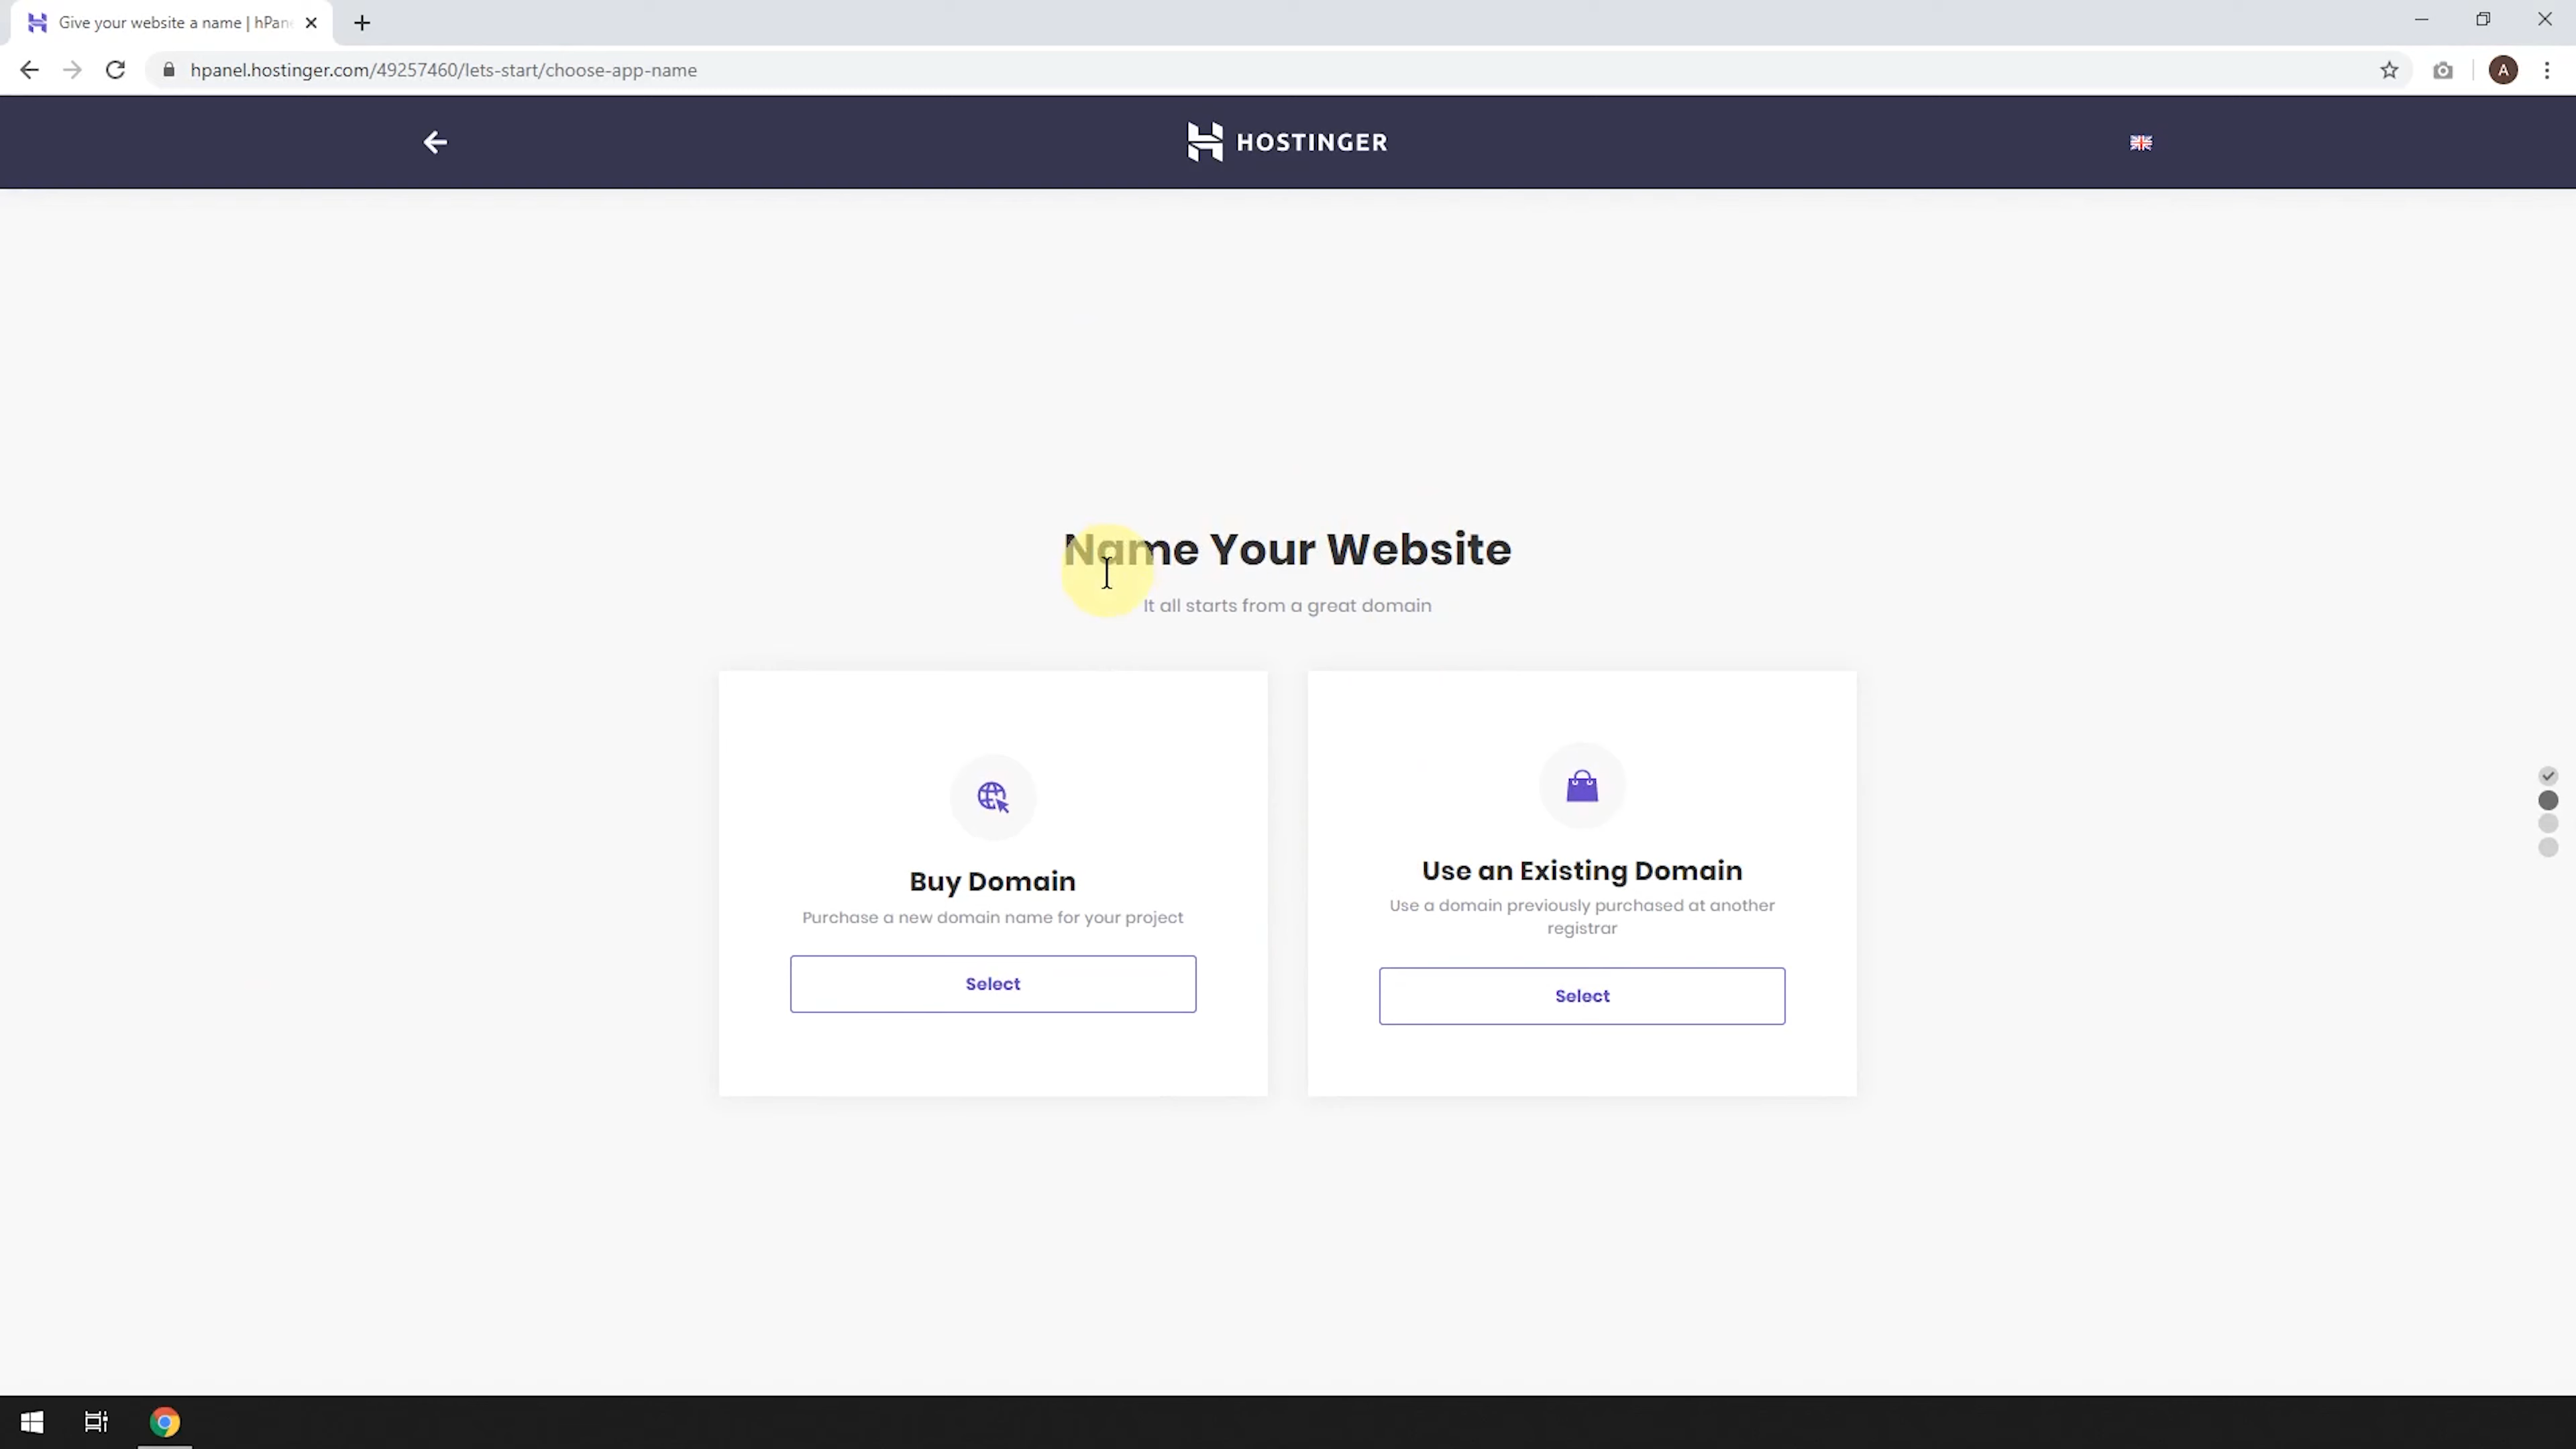 Give your website a name | hPan
hpanel.hostinger.com/49257460/lets-start/choose-app-name
A
HOSTINGER
Name Your Website
It all starts from a great domain
Buy Domain
Purchase a new domain name for your project
Select
Use an Existing Domain
Use a domain previously purchased at another
registrar
Select